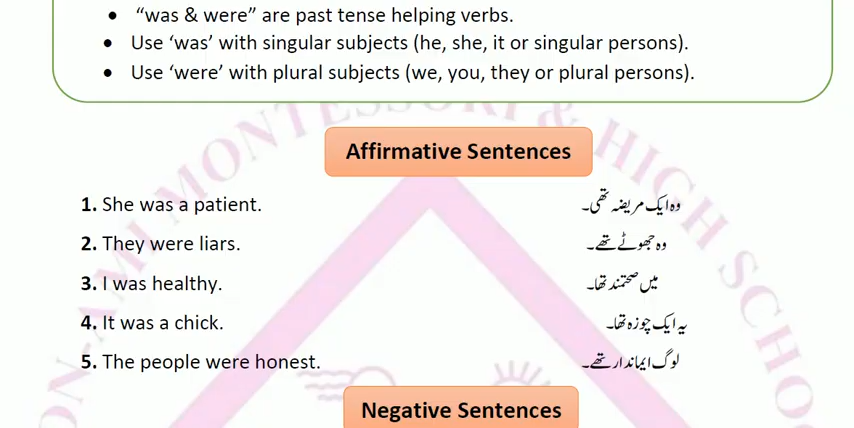 • “was & were” are past tense helping verbs.
• Use ‘was’ with singular subjects (he, she, it or singular persons).
• Use ‘were’ with plural subjects (we, you, they or plural persons).
Affirmative Sentences
1. She was a patient. وہ ایک مریضہ تھی۔
2. They were liars. وہ جھوٹے تھے۔
3. I was healthy. میں صحتمند تھا۔
4. It was a chick. یہ ایک چوزہ تھا۔
5. The people were honest. لوگ ایماندار تھے۔
Negative Sentences
MONTESSORI & HIGH SCHOO